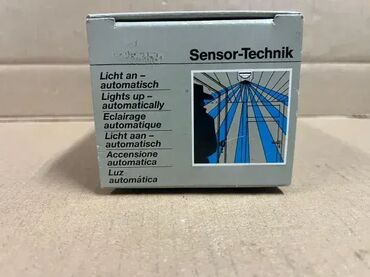 Sensor-Technik
Licht an –
automatisch
Lights up –
automatically
Eclairage
automatique
Licht aan –
automatisch
Accensione
automatica
Luz
automática